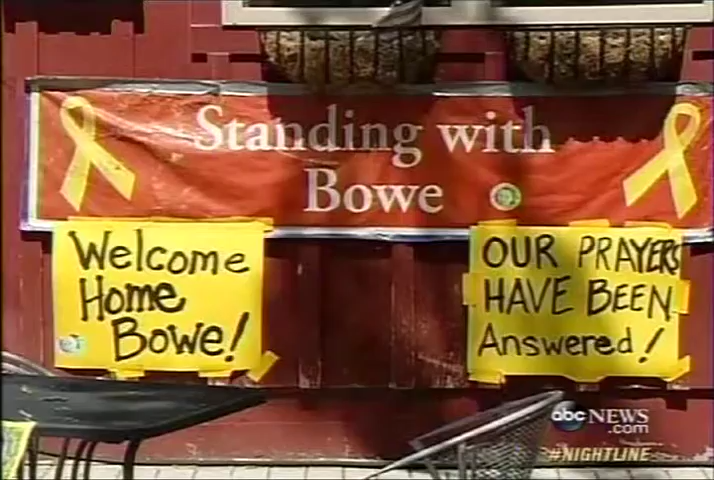 Standing with
Bowe
Welcome
Home
Bowe!
OUR PRAYERS
HAVE BEEN
Answered!
abc NEWS
.com
#NIGHTLINE